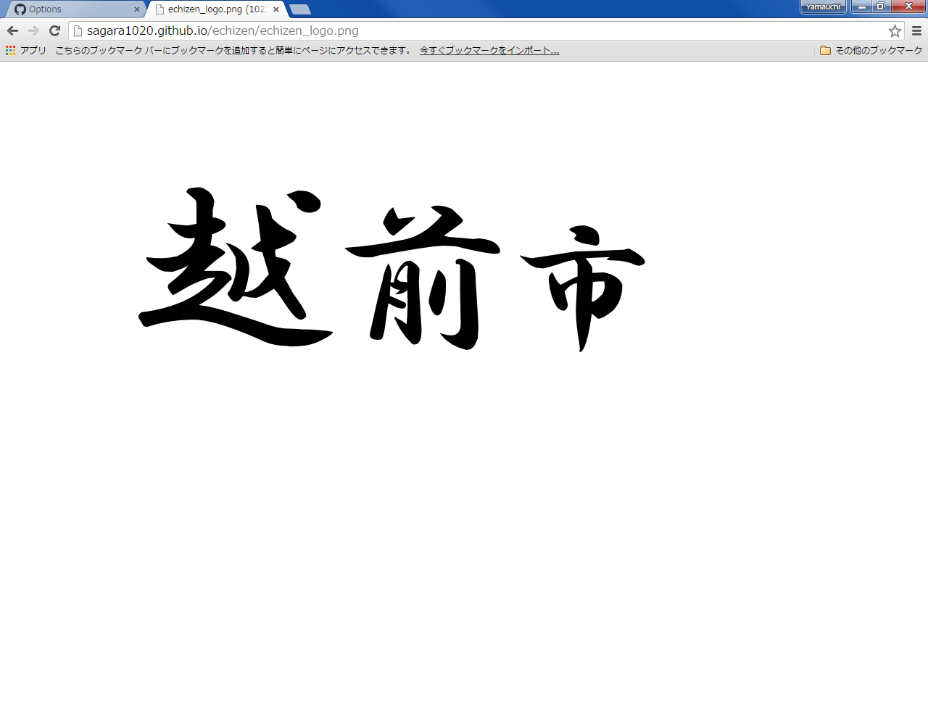 Options
echizen_logo.png (102
Yamauchi
sagara1020.github.io/echizen/echizen_logo.png
アプリ こちらのブックマーク バーにブックマークを追加すると簡単にページにアクセスできます。 今すぐブックマークをインポート... その他のブックマーク
越前市